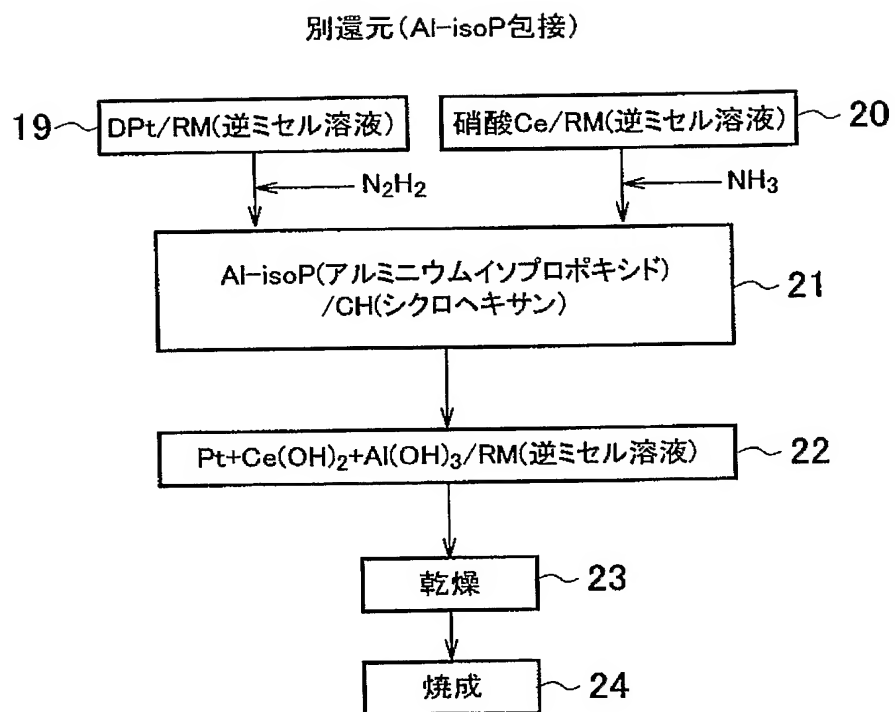 別還元(Al-isoP包接)
19 DPt/RM(逆ミセル溶液)
硝酸Ce/RM(逆ミセル溶液) 20
N2H2
NH3
Al-isoP(アルミニウムイソプロポキシド)
/CH(シクロヘキサン)
21
Pt+Ce(OH)2+Al(OH)3/RM(逆ミセル溶液) 22
乾燥 23
焼成 24